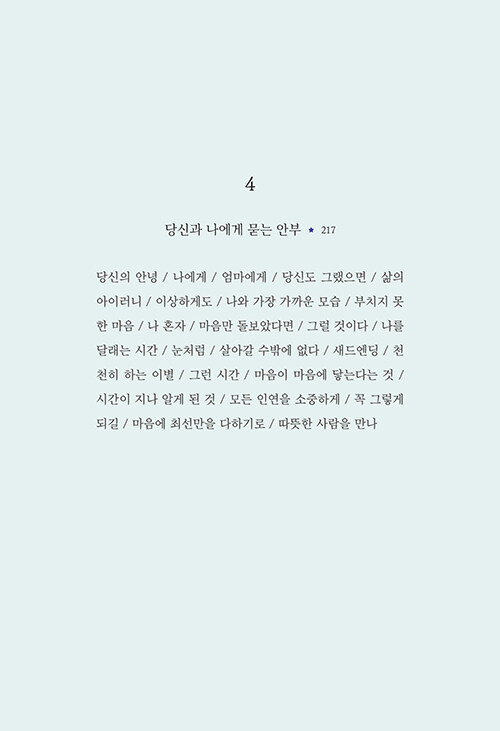 4
당신과 나에게 묻는 안부 ★ 217
당신의 안녕 / 나에게 / 엄마에게 / 당신도 그랬으면 / 삶의
아이러니 / 이상하게도 / 나와 가장 가까운 모습 / 부치지 못
한 마음 / 나 혼자 / 마음만 돌보았다면 / 그럴 것이다 / 나를
달래는 시간 / 눈처럼 / 살아갈 수밖에 없다 / 새드엔딩 / 천
천히 하는 이별 / 그런 시간 / 마음이 마음에 닿는다는 것 /
시간이 지나 알게 된 것 / 모든 인연을 소중하게 / 꼭 그렇게
되길 / 마음에 최선만을 다하기로 / 따뜻한 사람을 만나